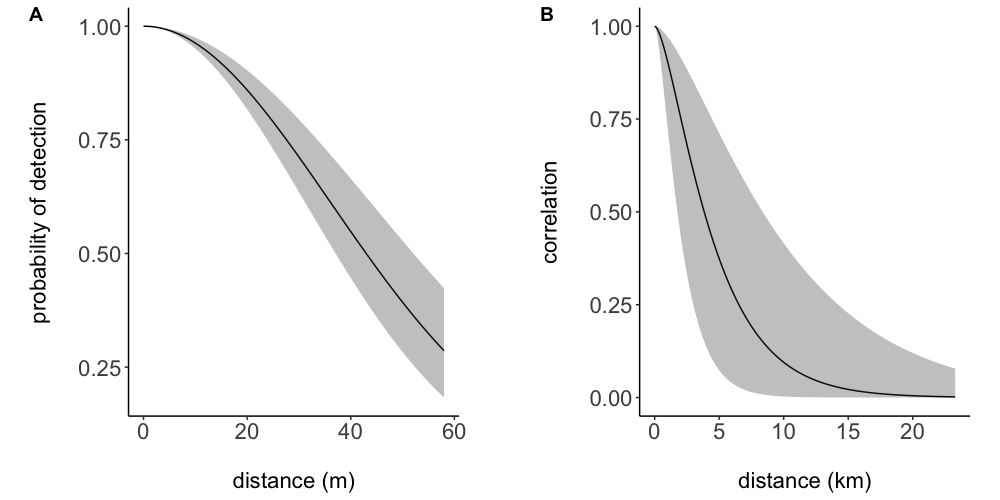 A
probability of detection
1.00
0.75
0.50
0.25
0 20 40 60
distance (m)
B
correlation
1.00
0.75
0.50
0.25
0.00
0 5 10 15 20
distance (km)